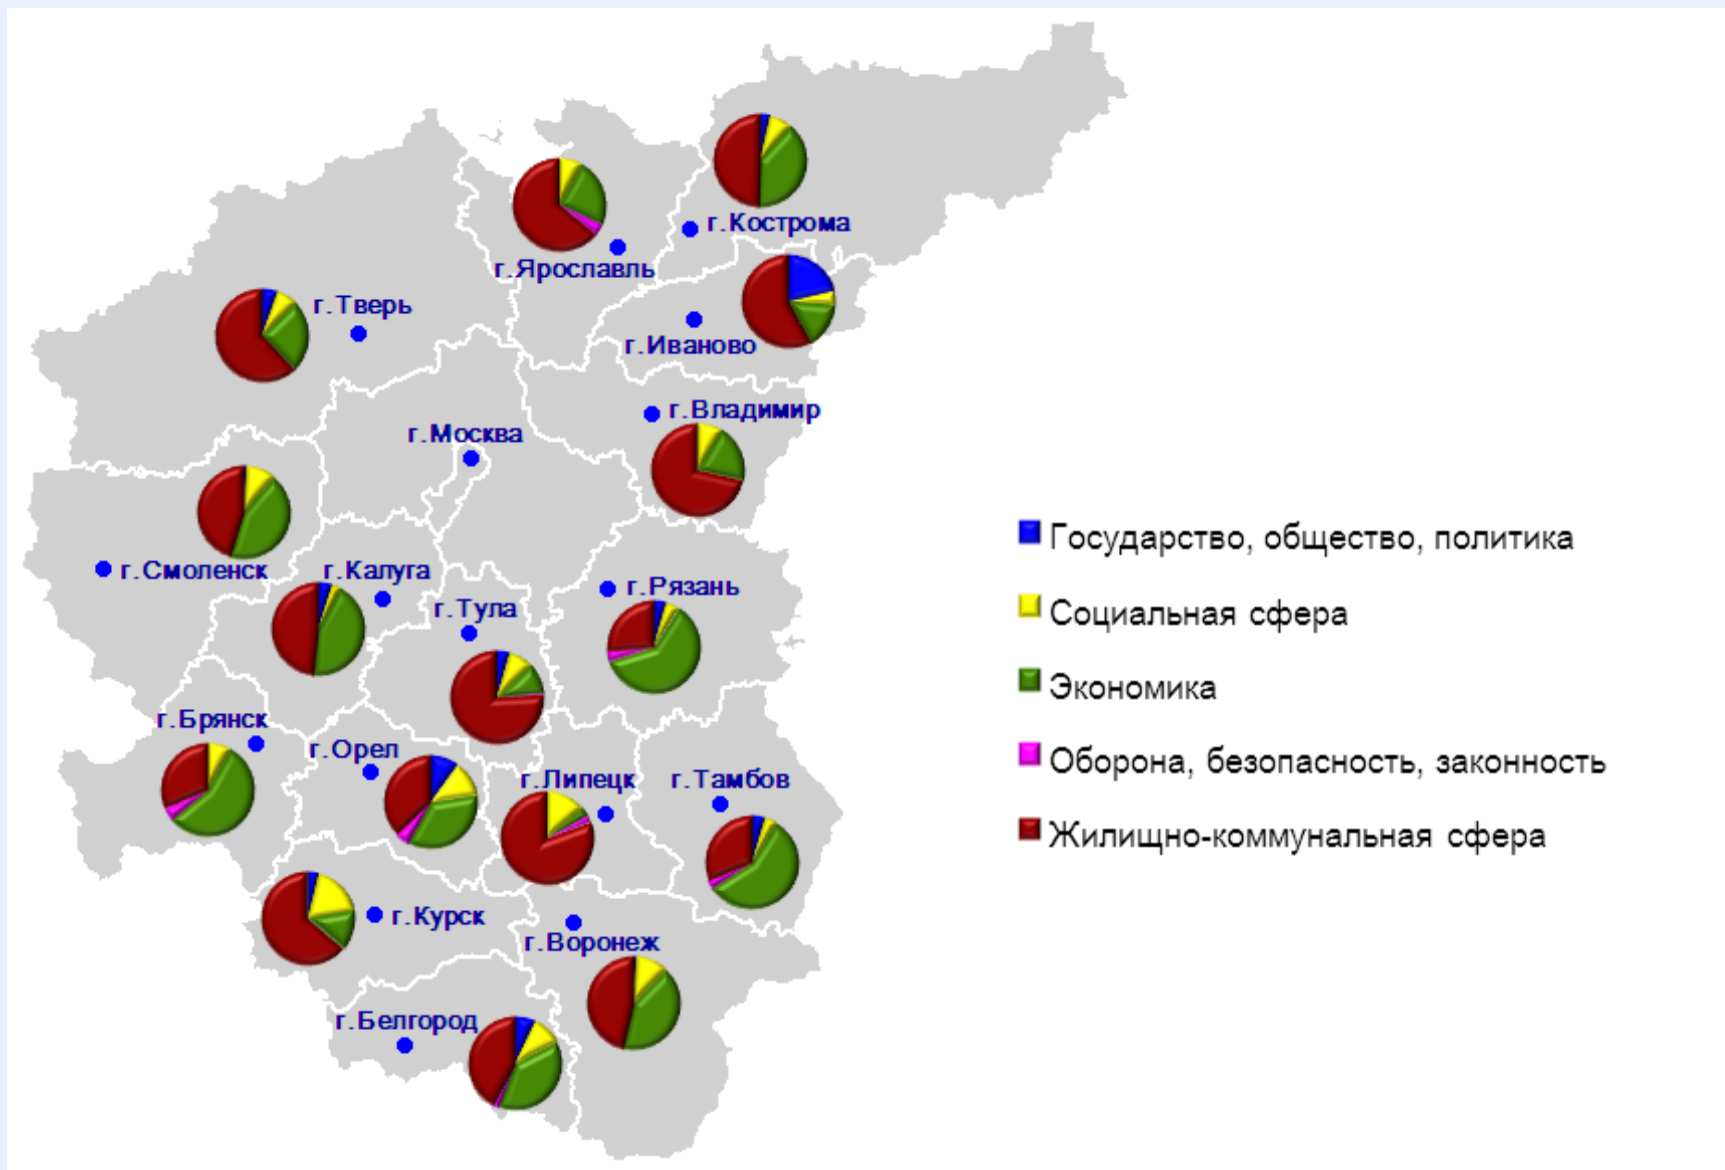 г.Кострома
г.Ярославль
г.Тверь
г.Иваново
г.Владимир
г.Москва
г.Смоленск
г.Калуга
г.Рязань
г.Тула
г.Брянск
г.Орел
г.Липецк
г.Тамбов
г.Курск
г.Воронеж
г.Белгород
Государство, общество, политика
Социальная сфера
Экономика
Оборона, безопасность, законность
Жилищно-коммунальная сфера